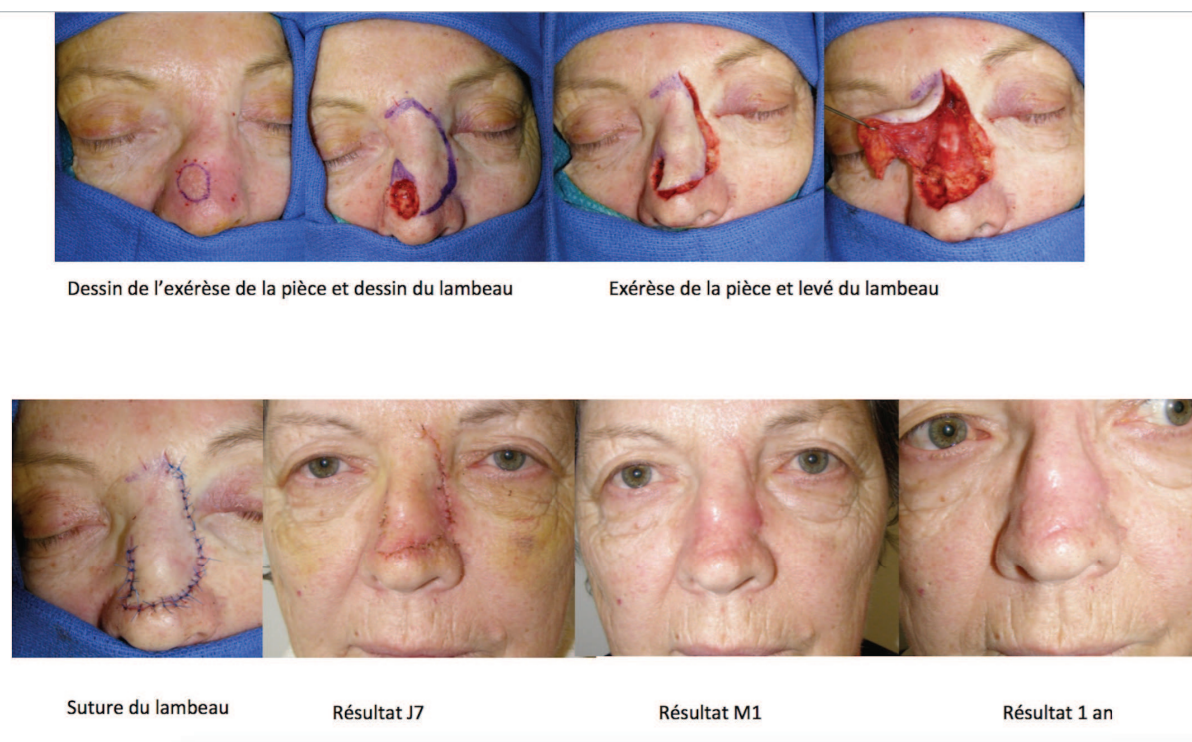 Dessin de l'exérèse de la pièce et dessin du lambeau
Exérèse de la pièce et levé du lambeau
Suture du lambeau
Résultat J7
Résultat M1
Résultat 1 an